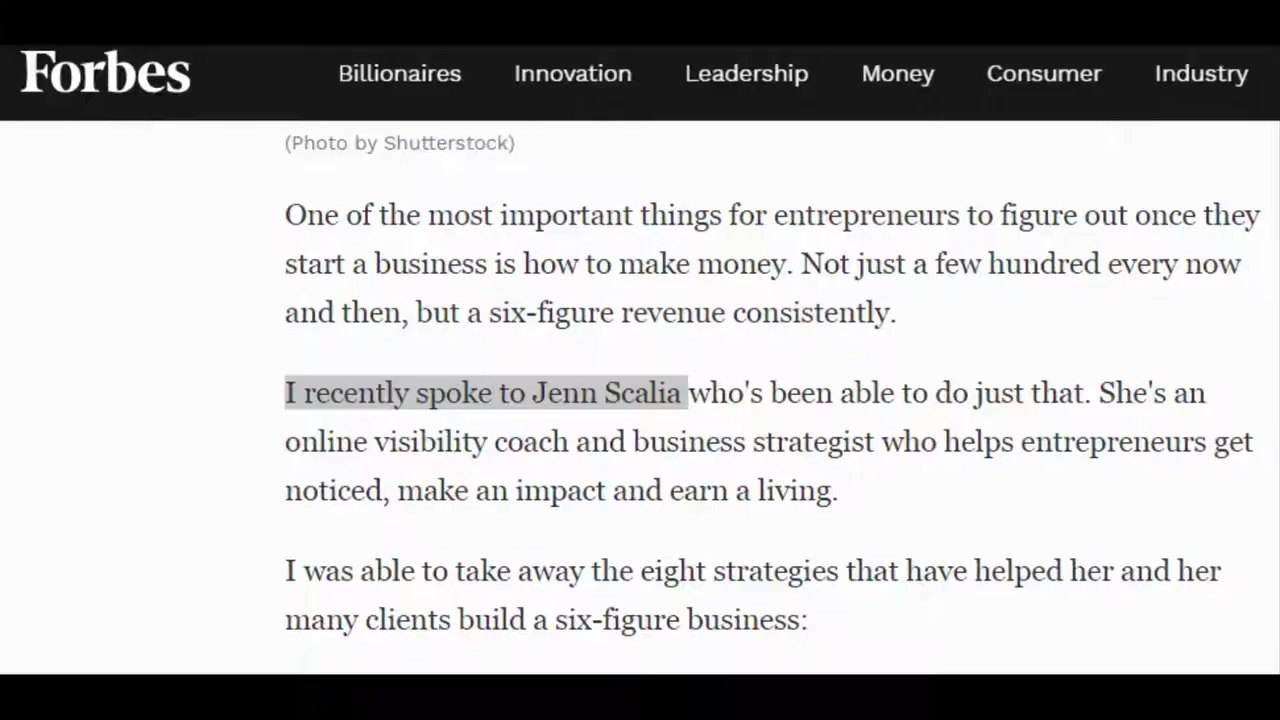 Forbes
Billionaires Innovation Leadership Money Consumer Industry
(Photo by Shutterstock)
One of the most important things for entrepreneurs to figure out once they
start a business is how to make money. Not just a few hundred every now
and then, but a six-figure revenue consistently.
I recently spoke to Jenn Scalia who's been able to do just that. She's an
online visibility coach and business strategist who helps entrepreneurs get
noticed, make an impact and earn a living.
I was able to take away the eight strategies that have helped her and her
many clients build a six-figure business: